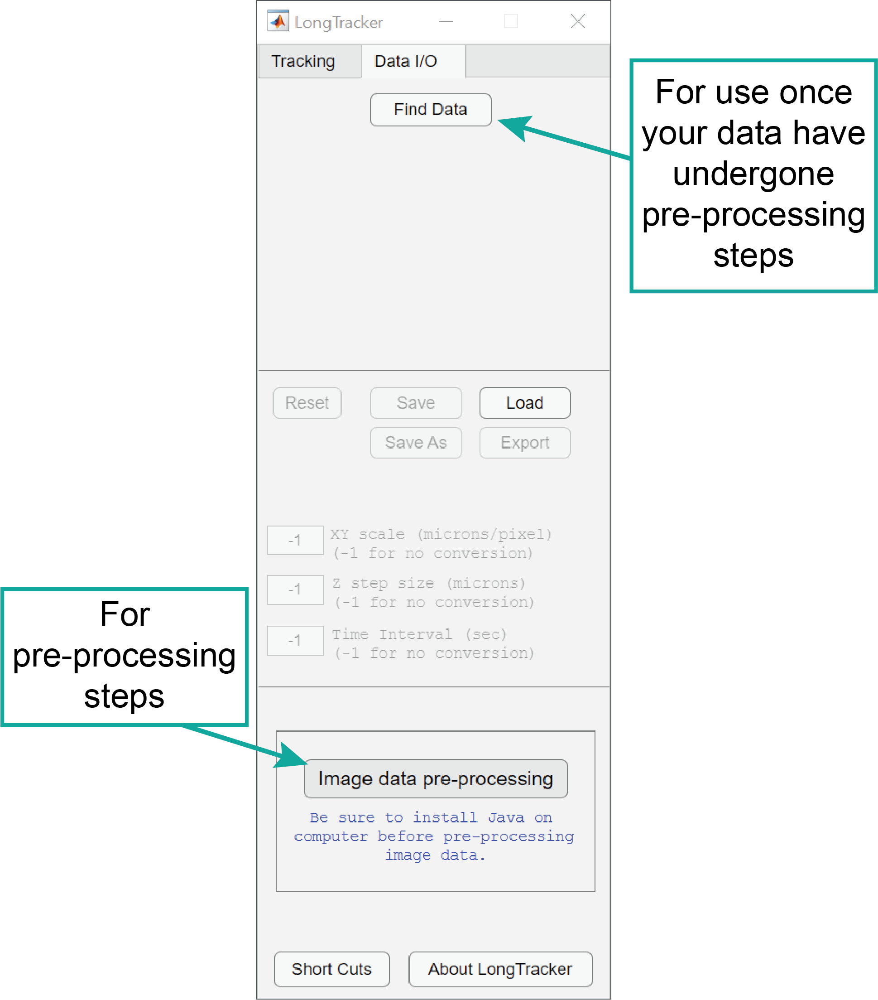 LongTracker
Tracking
Data I/O
Find Data
For use once
your data have
undergone
pre-processing
steps
Reset
Save
Load
Save As
Export
-1
XY scale (microns/pixel)
(-1 for no conversion)
-1
Z step size (microns)
(-1 for no conversion)
-1
Time Interval (sec)
(-1 for no conversion)
For
pre-processing
steps
Image data pre-processing
Be sure to install Java on
computer before pre-processing
image data.
Short Cuts
About LongTracker